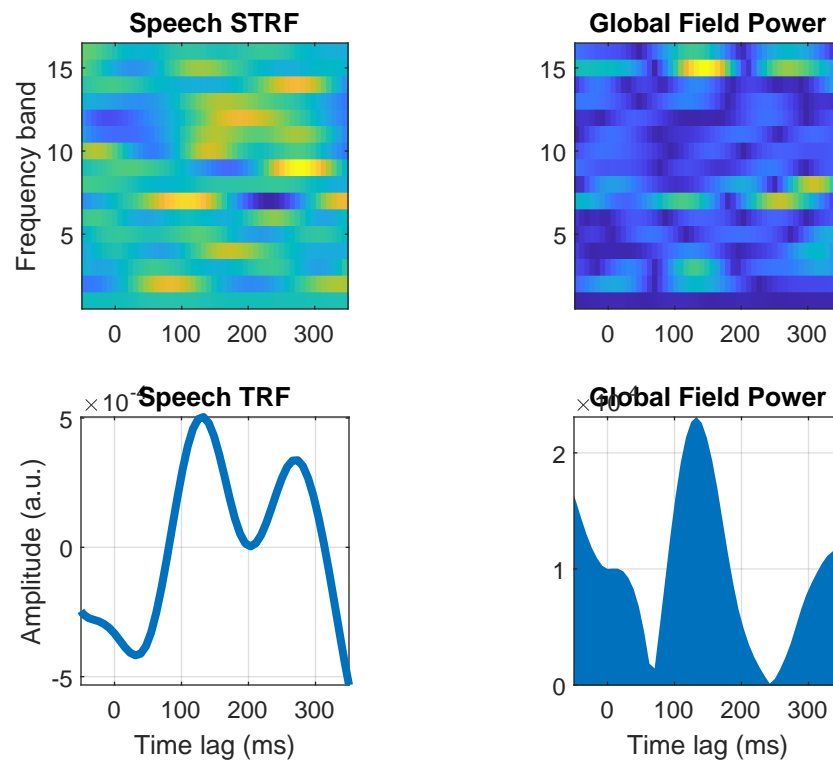 Speech STRF
Global Field Power
15
10
5
Frequency band
0 100 200 300
15
10
5
0 100 200 300
Speech TRF
×10-4
5
0
-5
Amplitude (a.u.)
0 100 200 300
Time lag (ms)
Global Field Power
2
1
0
0 100 200 300
Time lag (ms)